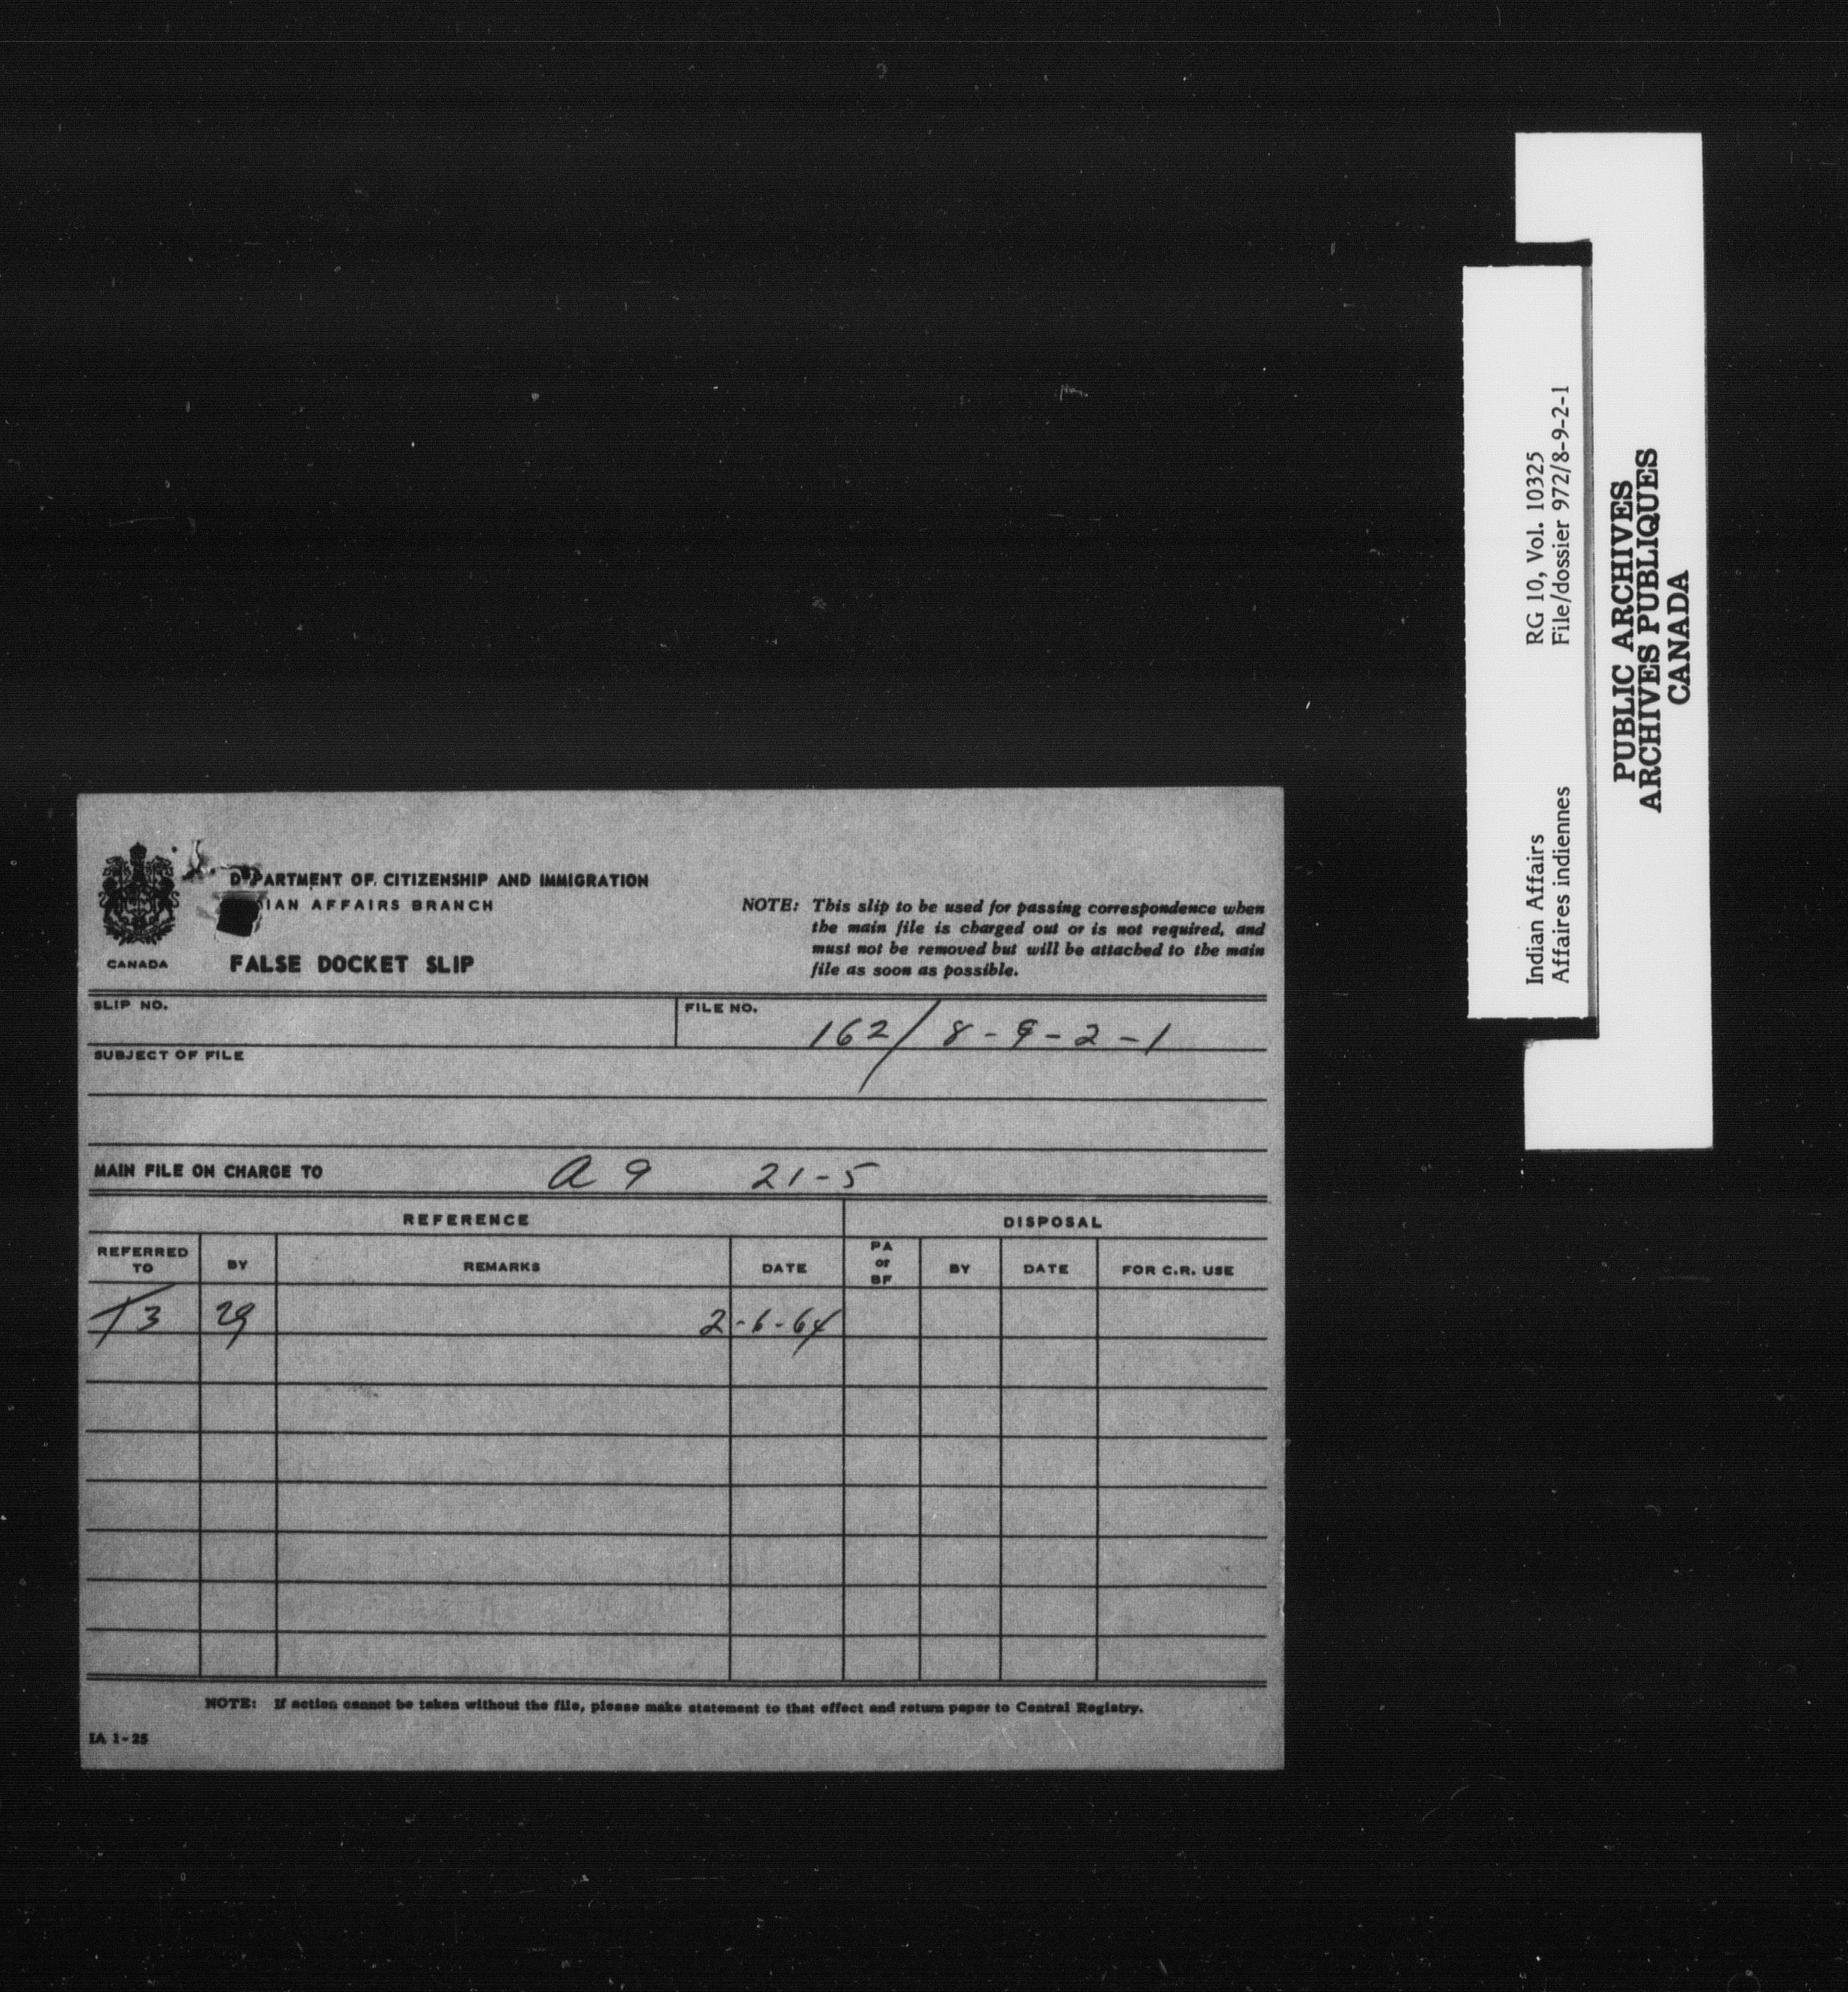 DEPARTMENT OF CITIZENSHIP AND IMMIGRATION
IAN AFFAIRS BRANCH
CANADA
FALSE DOCKET SLIP
NOTE: This slip to be used for passing correspondence when
the main file is charged out or is not required, and
must not be removed but will be attached to the main
file as soon as possible.
SLIP NO.
FILE NO.
162/8-9-2-1
SUBJECT OF FILE
MAIN FILE ON CHARGE TO
A 9 21-5
REFERENCE
DISPOSAL
REFERRED TO
BY
REMARKS
DATE
PA or BF
BY
DATE
FOR C.R. USE
T3 29 2-6-64
NOTE: If action cannot be taken without the file, please make statement to that effect and return paper to Central Registry.
IA 1-25
Indian Affairs RG 10, Vol. 10325
Affaires indiennes File/dossier 972/8-9-2-1
PUBLIC ARCHIVES
ARCHIVES PUBLIQUES
CANADA